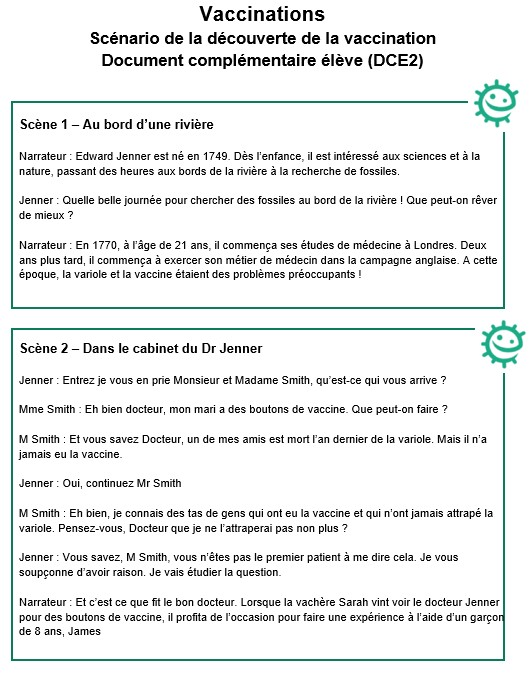 Vaccinations
Scénario de la découverte de la vaccination
Document complémentaire élève (DCE2)
Scène 1 – Au bord d’une rivière
Narrateur : Edward Jenner est né en 1749. Dès l’enfance, il est intéressé aux sciences et à la
nature, passant des heures aux bords de la rivière à la recherche de fossiles.
Jenner : Quelle belle journée pour chercher des fossiles au bord de la rivière ! Que peut-on rêver
de mieux ?
Narrateur : En 1770, à l’âge de 21 ans, il commença ses études de médecine à Londres. Deux
ans plus tard, il commença à exercer son métier de médecin dans la campagne anglaise. A cette
époque, la variole et la vaccine étaient des problèmes préoccupants !
Scène 2 – Dans le cabinet du Dr Jenner
Jenner : Entrez je vous en prie Monsieur et Madame Smith, qu’est-ce qui vous arrive ?
Mme Smith : Eh bien docteur, mon mari a des boutons de vaccine. Que peut-on faire ?
M Smith : Et vous savez Docteur, un de mes amis est mort l’an dernier de la variole. Mais il n’a
jamais eu la vaccine.
Jenner : Oui, continuez Mr Smith
M Smith : Eh bien, je connais des tas de gens qui ont eu la vaccine et qui n’ont jamais attrapé la
variole. Pensez-vous, Docteur que je ne l’attraperai pas non plus ?
Jenner : Vous savez, M Smith, vous n’êtes pas le premier patient à me dire cela. Je vous
soupçonne d’avoir raison. Je vais étudier la question.
Narrateur : Et c’est ce que fit le bon docteur. Lorsque la vachère Sarah vint voir le docteur Jenner
pour des boutons de vaccine, il profita de l’occasion pour faire une expérience à l’aide d’un garçon
de 8 ans, James